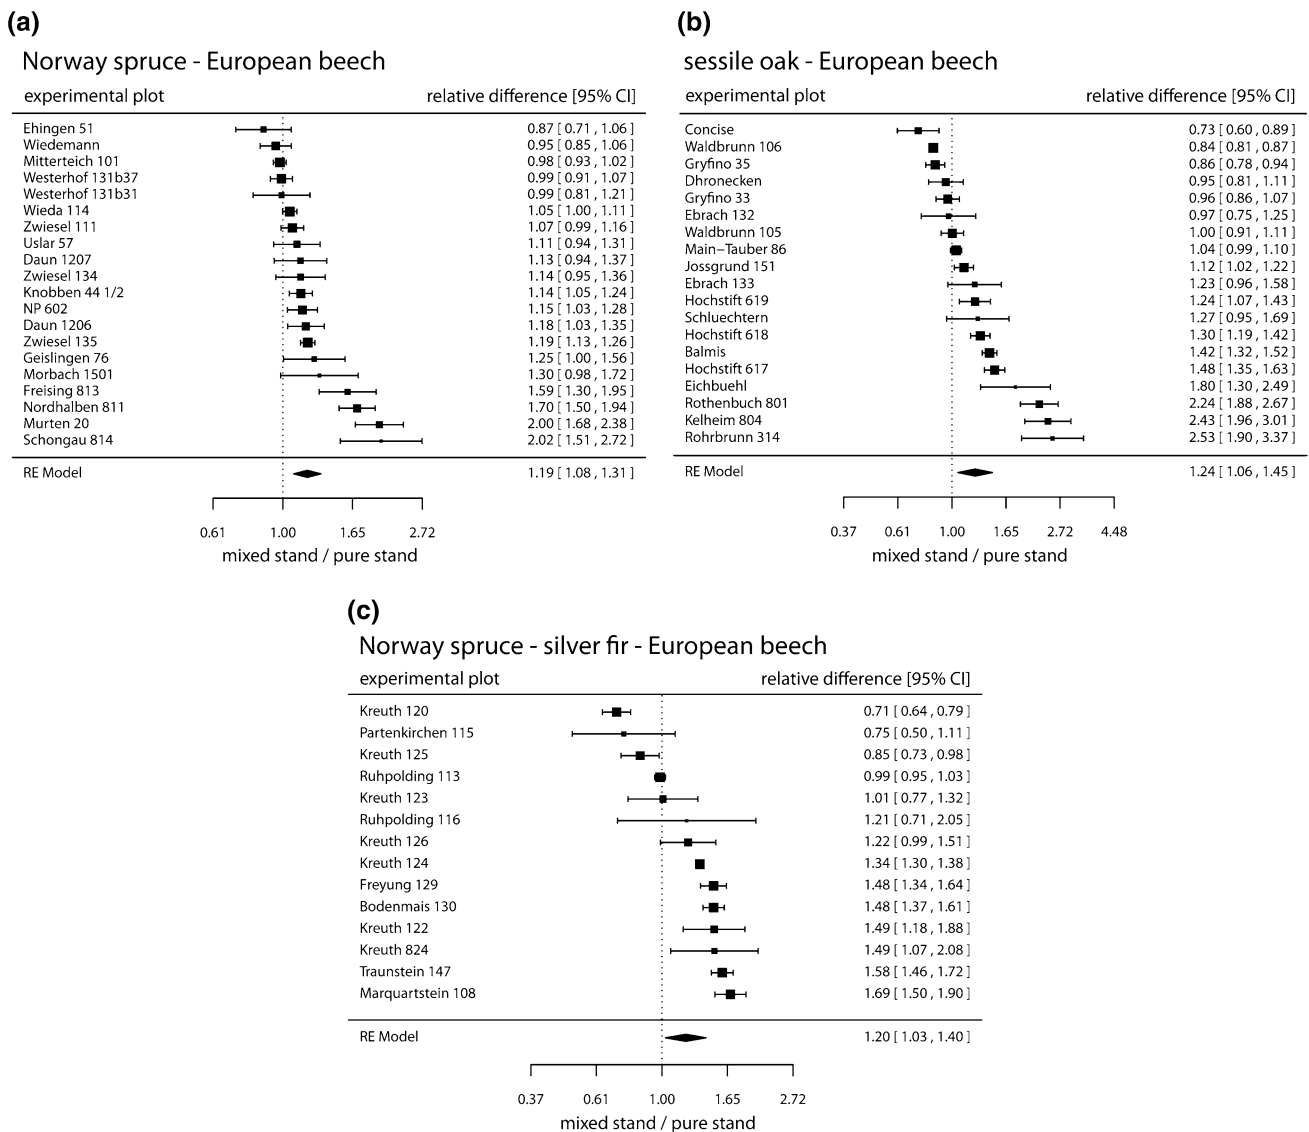 (a)
Norway spruce - European beech
experimental plot relative difference [95% CI]
Ehingen 51 0.87 [ 0.71 , 1.06 ]
Wiedemann 0.95 [ 0.85 , 1.06 ]
Mitterteich 101 0.98 [ 0.93 , 1.02 ]
Westerhof 131b37 0.99 [ 0.91 , 1.07 ]
Westerhof 131b31 0.99 [ 0.81 , 1.21 ]
Wieda 114 1.05 [ 1.00 , 1.11 ]
Zwiesel 111 1.07 [ 0.99 , 1.16 ]
Uslar 57 1.11 [ 0.94 , 1.31 ]
Daun 1207 1.13 [ 0.94 , 1.37 ]
Zwiesel 134 1.14 [ 0.95 , 1.36 ]
Knobben 44 1/2 1.14 [ 1.05 , 1.24 ]
NP 602 1.15 [ 1.03 , 1.28 ]
Daun 1206 1.18 [ 1.03 , 1.35 ]
Zwiesel 135 1.19 [ 1.13 , 1.26 ]
Geislingen 76 1.25 [ 1.00 , 1.56 ]
Morbach 1501 1.30 [ 0.98 , 1.72 ]
Freising 813 1.59 [ 1.30 , 1.95 ]
Nordhalben 811 1.70 [ 1.50 , 1.94 ]
Murten 20 2.00 [ 1.68 , 2.38 ]
Schongau 814 2.02 [ 1.51 , 2.72 ]
RE Model 1.19 [ 1.08 , 1.31 ]
0.61 1.00 1.65 2.72
mixed stand / pure stand
(b)
sessile oak - European beech
experimental plot relative difference [95% CI]
Concise 0.73 [ 0.60 , 0.89 ]
Waldbrunn 106 0.84 [ 0.81 , 0.87 ]
Gryfino 35 0.86 [ 0.78 , 0.94 ]
Dhronecken 0.95 [ 0.81 , 1.11 ]
Gryfino 33 0.96 [ 0.86 , 1.07 ]
Ebrach 132 0.97 [ 0.75 , 1.25 ]
Waldbrunn 105 1.00 [ 0.91 , 1.11 ]
Main−Tauber 86 1.04 [ 0.99 , 1.10 ]
Jossgrund 151 1.12 [ 1.02 , 1.22 ]
Ebrach 133 1.23 [ 0.96 , 1.58 ]
Hochstift 619 1.24 [ 1.07 , 1.43 ]
Schluechtern 1.27 [ 0.95 , 1.69 ]
Hochstift 618 1.30 [ 1.19 , 1.42 ]
Balmis 1.42 [ 1.32 , 1.52 ]
Hochstift 617 1.48 [ 1.35 , 1.63 ]
Eichbuehl 1.80 [ 1.30 , 2.49 ]
Rothenbuch 801 2.24 [ 1.88 , 2.67 ]
Kelheim 804 2.43 [ 1.96 , 3.01 ]
Rohrbrunn 314 2.53 [ 1.90 , 3.37 ]
RE Model 1.24 [ 1.06 , 1.45 ]
0.37 0.61 1.00 1.65 2.72 4.48
mixed stand / pure stand
(c)
Norway spruce - silver fir - European beech
experimental plot relative difference [95% CI]
Kreuth 120 0.71 [ 0.64 , 0.79 ]
Partenkirchen 115 0.75 [ 0.50 , 1.11 ]
Kreuth 125 0.85 [ 0.73 , 0.98 ]
Ruhpolding 113 0.99 [ 0.95 , 1.03 ]
Kreuth 123 1.01 [ 0.77 , 1.32 ]
Ruhpolding 116 1.21 [ 0.71 , 2.05 ]
Kreuth 126 1.22 [ 0.99 , 1.51 ]
Kreuth 124 1.34 [ 1.30 , 1.38 ]
Freyung 129 1.48 [ 1.34 , 1.64 ]
Bodenmais 130 1.48 [ 1.37 , 1.61 ]
Kreuth 122 1.49 [ 1.18 , 1.88 ]
Kreuth 824 1.49 [ 1.07 , 2.08 ]
Traunstein 147 1.58 [ 1.46 , 1.72 ]
Marquartstein 108 1.69 [ 1.50 , 1.90 ]
RE Model 1.20 [ 1.03 , 1.40 ]
0.37 0.61 1.00 1.65 2.72
mixed stand / pure stand